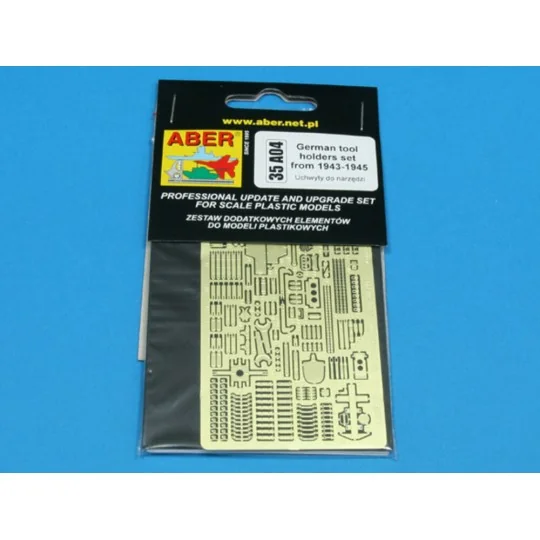 www.aber.net.pl
ABER
SINCE 1995
35 A04
German tool
holders set
from 1943-1945
Uchwyty do narzędzi
PROFESSIONAL UPDATE AND UPGRADE SET
FOR SCALE PLASTIC MODELS
ZESTAW DODATKOWYCH ELEMENTÓW
DO MODELI PLASTIKOWYCH